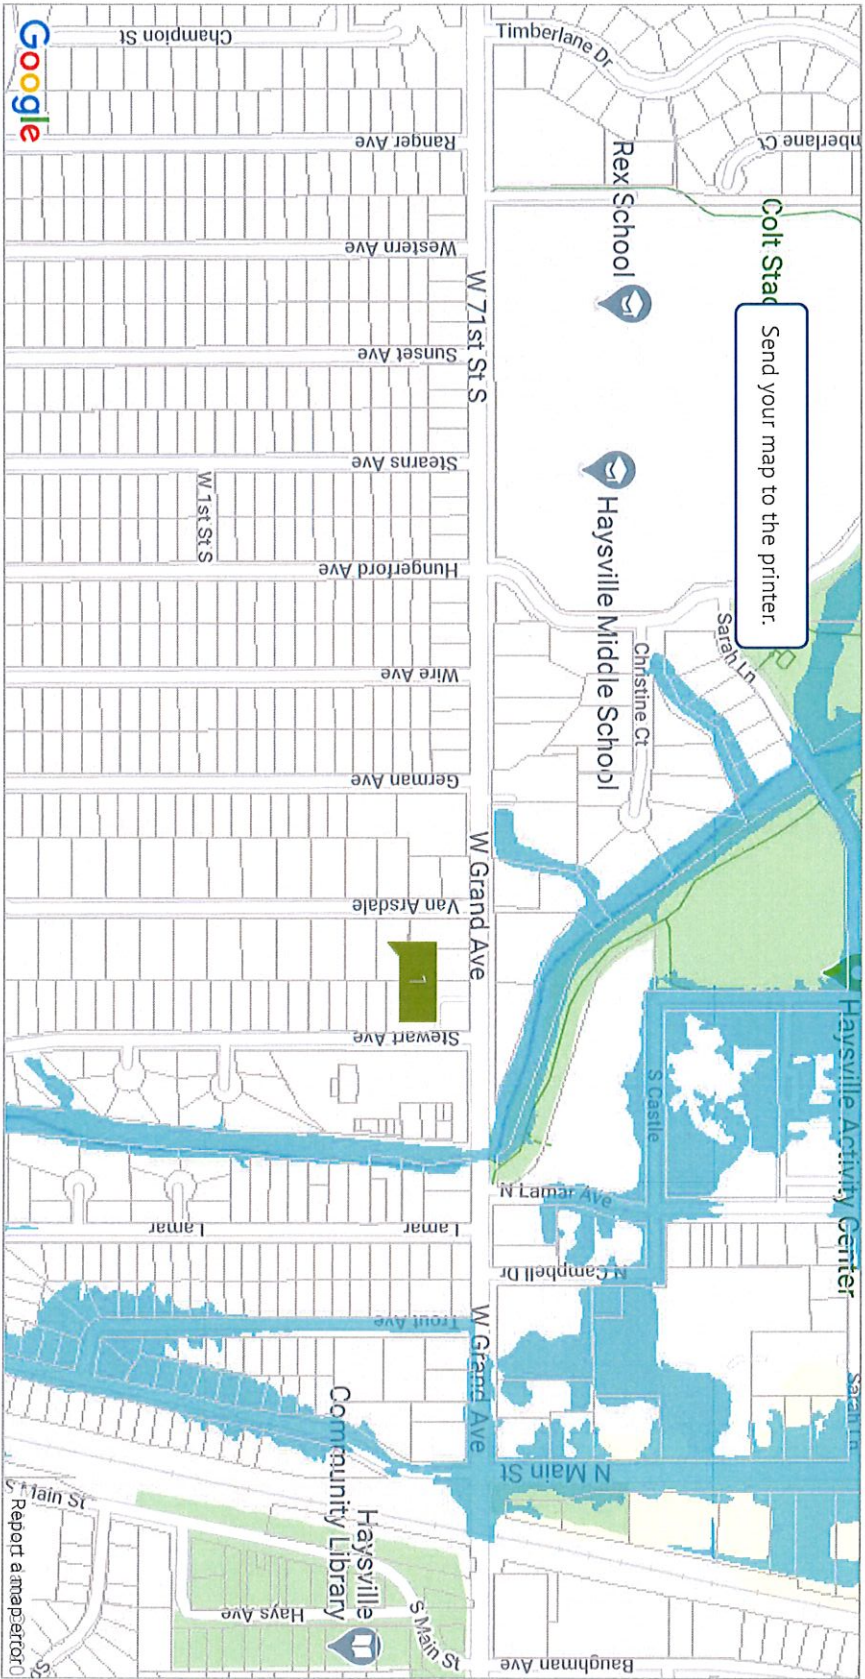 Timberlane Dr
mberlane Ct
Champion St
Google
Ranger Ave
Rex School
Colt Stad
Send your map to the printer.
Western Ave
W 71st St S
Sunset Ave
Stearns Ave
W 1st St S
Haysville Middle School
Hungerford Ave
Christine Ct
Sarah Ln
Wire Ave
German Ave
W Grand Ave
Van Arsdale
1
Stewart Ave
S Castle
Haysville Activity Center
N Lamar Ave
Lamar
Lamar
N Campbell Dr
Trout Ave
W Grand Ave
Sarah Ln
N Main St
Haysville
Community Library
S Main St
Hays Ave
S Main St
Baughman Ave
Report a map error